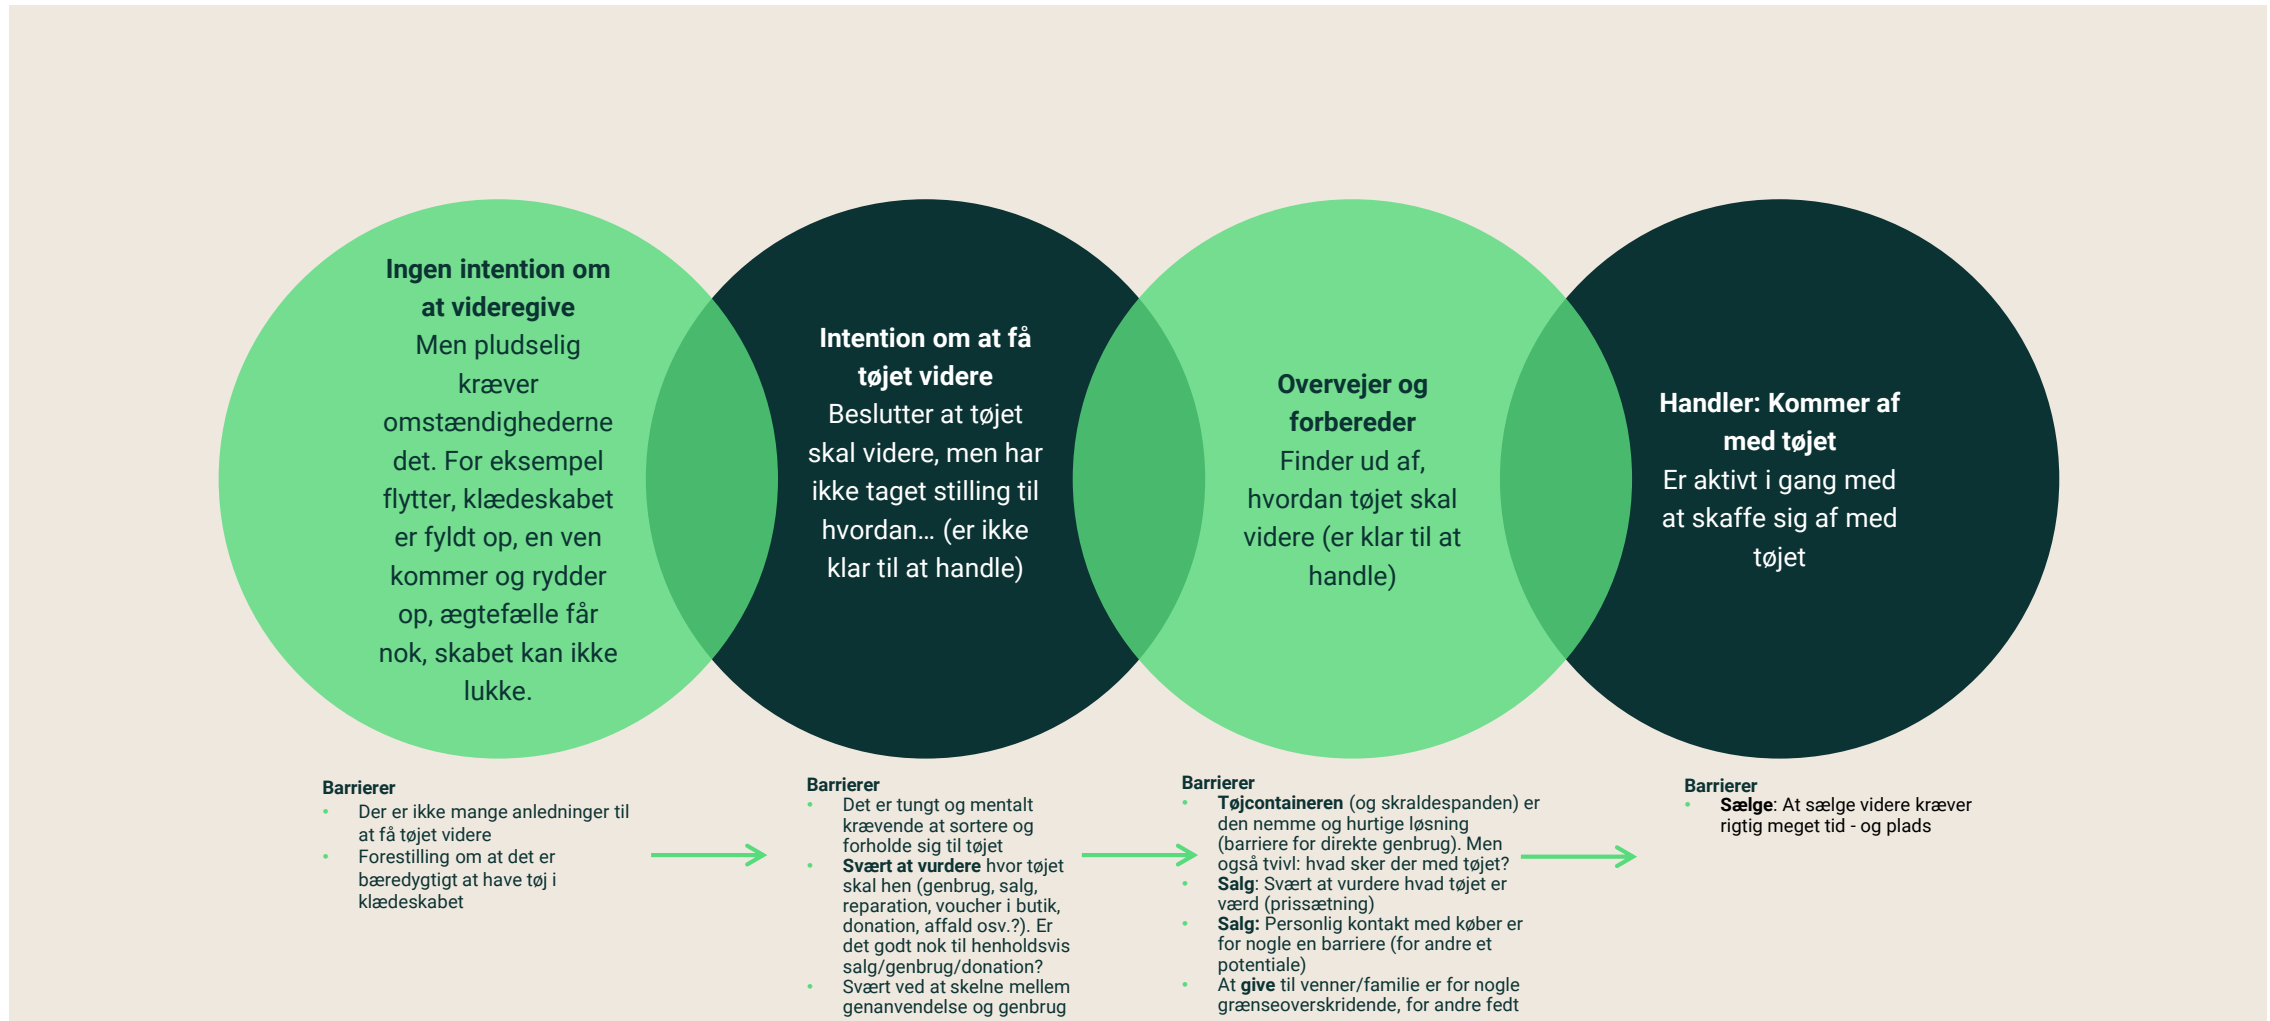 Ingen intention om
at videregive
Men pludselig
kræver
omstændighederne
det. For eksempel
flytter, klædeskabet
er fyldt op, en ven
kommer og rydder
op, ægtefælle får
nok, skabet kan ikke
lukke.
Intention om at få
tøjet videre
Beslutter at tøjet
skal videre, men har
ikke taget stilling til
hvordan... (er ikke
klar til at handle)
Overvejer og
forbereder
Finder ud af,
hvordan tøjet skal
videre (er klar til at
handle)
Handler: Kommer af
med tøjet
Er aktivt i gang med
at skaffe sig af med
tøjet
Barrierer
• Der er ikke mange anledninger til
at få tøjet videre
• Forestilling om at det er
bæredygtigt at have tøj i
klædeskabet
Barrierer
• Det er tungt og mentalt
krævende at sortere og
forholde sig til tøjet
• Svært at vurdere hvor tøjet
skal hen (genbrug, salg,
reparation, voucher i butik,
donation, affald osv.?). Er
det godt nok til henholdsvis
salg/genbrug/donation?
• Svært ved at skelne mellem
genanvendelse og genbrug
Barrierer
• Tøjcontaineren (og skraldespanden) er
den nemme og hurtige løsning
(barriere for direkte genbrug). Men
også tvivl: hvad sker der med tøjet?
• Salg: Svært at vurdere hvad tøjet er
værd (prissætning)
• Salg: Personlig kontakt med køber er
for nogle en barriere (for andre et
potentiale)
• At give til venner/familie er for nogle
grænseoverskridende, for andre fedt
Barrierer
• Sælge: At sælge videre kræver
rigtig meget tid - og plads